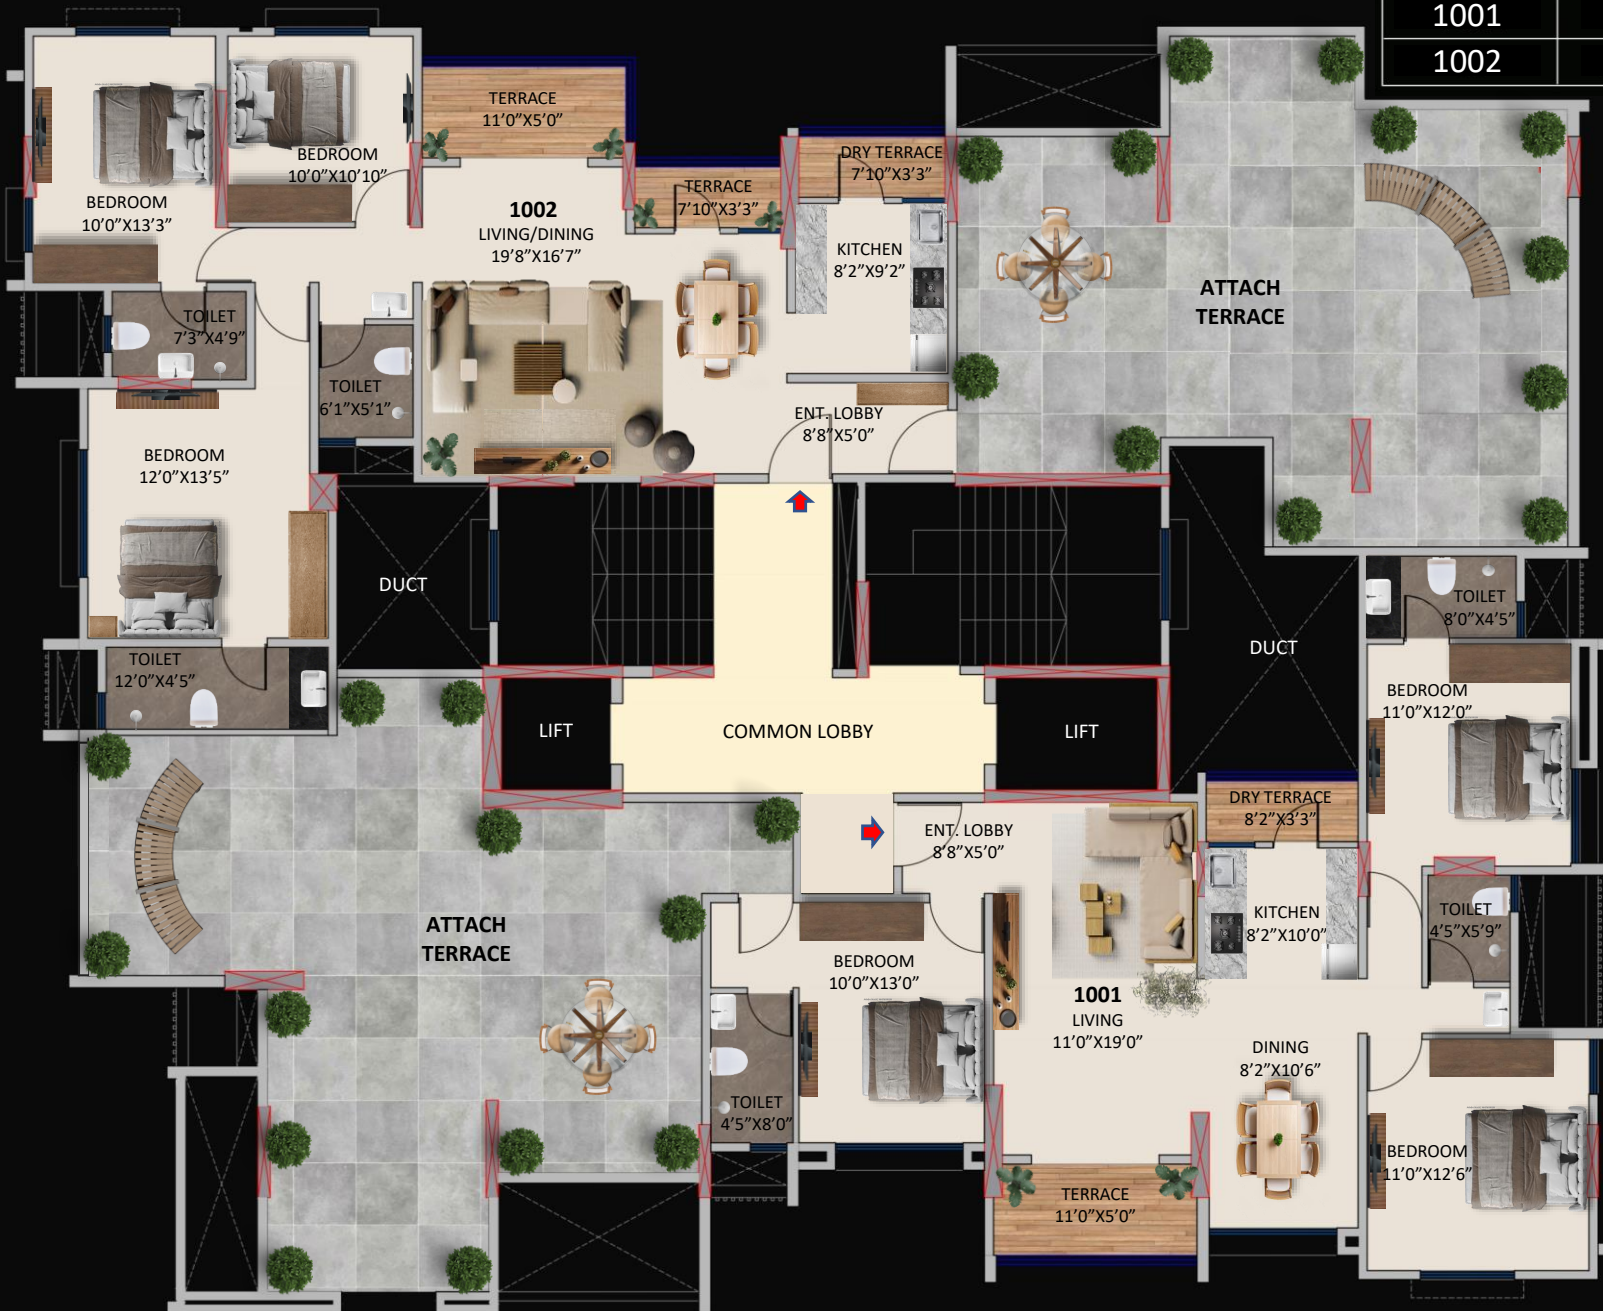 1001
1002
TERRACE
11'0"X5'0"
BEDROOM
10'0"X10'10"
DRY TERRACE
7'10"X3'3"
BEDROOM
10'0"X13'3"
TERRACE
7'10"X3'3"
1002
LIVING/DINING
19'8"X16'7"
KITCHEN
8'2"X9'2"
ATTACH
TERRACE
TOILET
7'3"X4'9"
TOILET
6'1"X5'1"
ENT. LOBBY
8'8"X5'0"
BEDROOM
12'0"X13'5"
DUCT
TOILET
8'0"X4'5"
DUCT
TOILET
12'0"X4'5"
BEDROOM
11'0"X12'0"
LIFT
COMMON LOBBY
LIFT
DRY TERRACE
8'2"X3'3"
ENT. LOBBY
8'8"X5'0"
ATTACH
TERRACE
KITCHEN
8'2"X10'0"
TOILET
4'5"X5'9"
BEDROOM
10'0"X13'0"
1001
LIVING
11'0"X19'0"
DINING
8'2"X10'6"
TOILET
4'5"X8'0"
BEDROOM
11'0"X12'6"
TERRACE
11'0"X5'0"